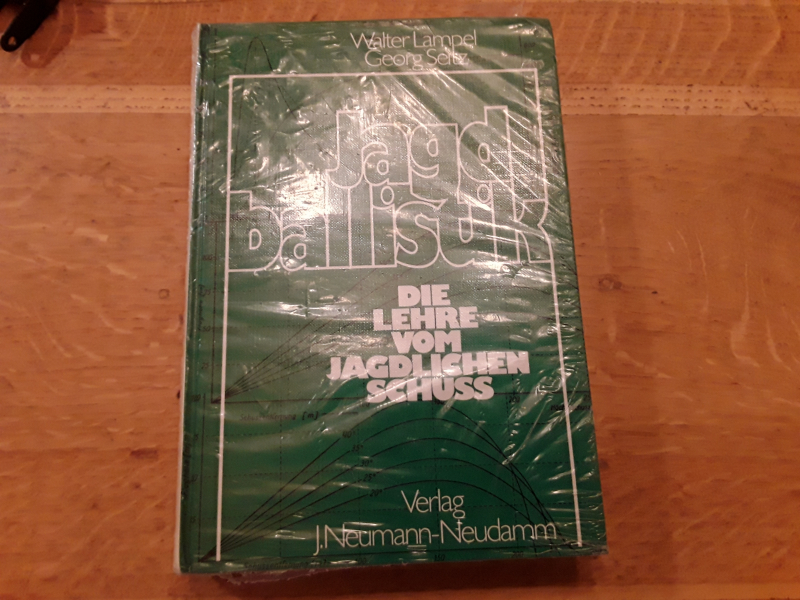 Walter Lampel
Georg Seitz
Jagd
ballistik
DIE
LEHRE
VOM
JAGDLICHEN
SCHUSS
Verlag
J. Neumann-Neudamm